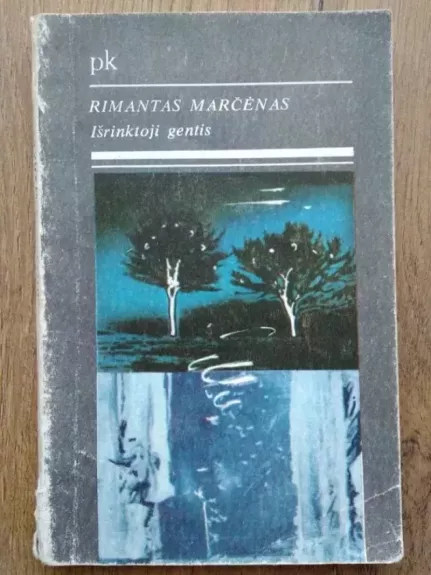 pk
RIMANTAS MARČĖNAS
Išrinktoji gentis